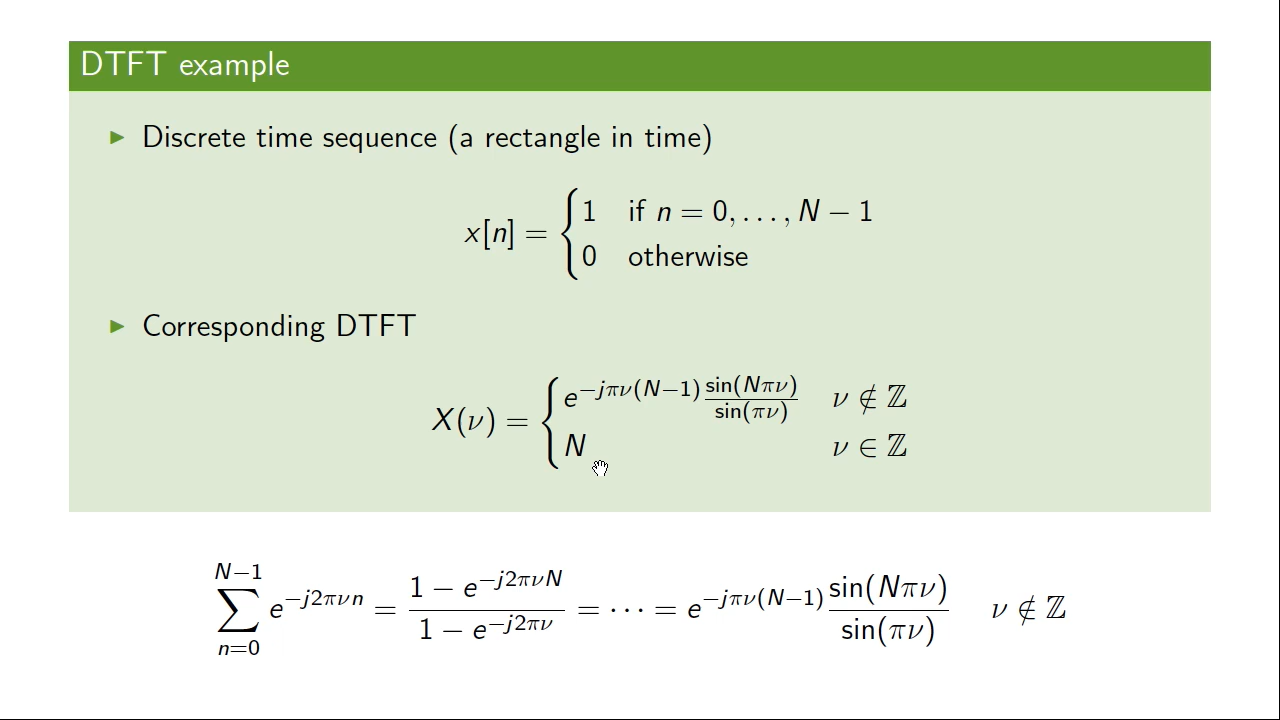 DTFT example
▶ Discrete time sequence (a rectangle in time)
x[n] = { 1 if n = 0, . . . , N − 1
0 otherwise
▶ Corresponding DTFT
X(ν) = { e^{−jπν(N−1)} sin(Nπν)/sin(πν) ν ∉ ℤ
N ν ∈ ℤ
∑_{n=0}^{N−1} e^{−j2πνn} = (1 − e^{−j2πνN})/(1 − e^{−j2πν}) = ⋯ = e^{−jπν(N−1)} sin(Nπν)/sin(πν) ν ∉ ℤ